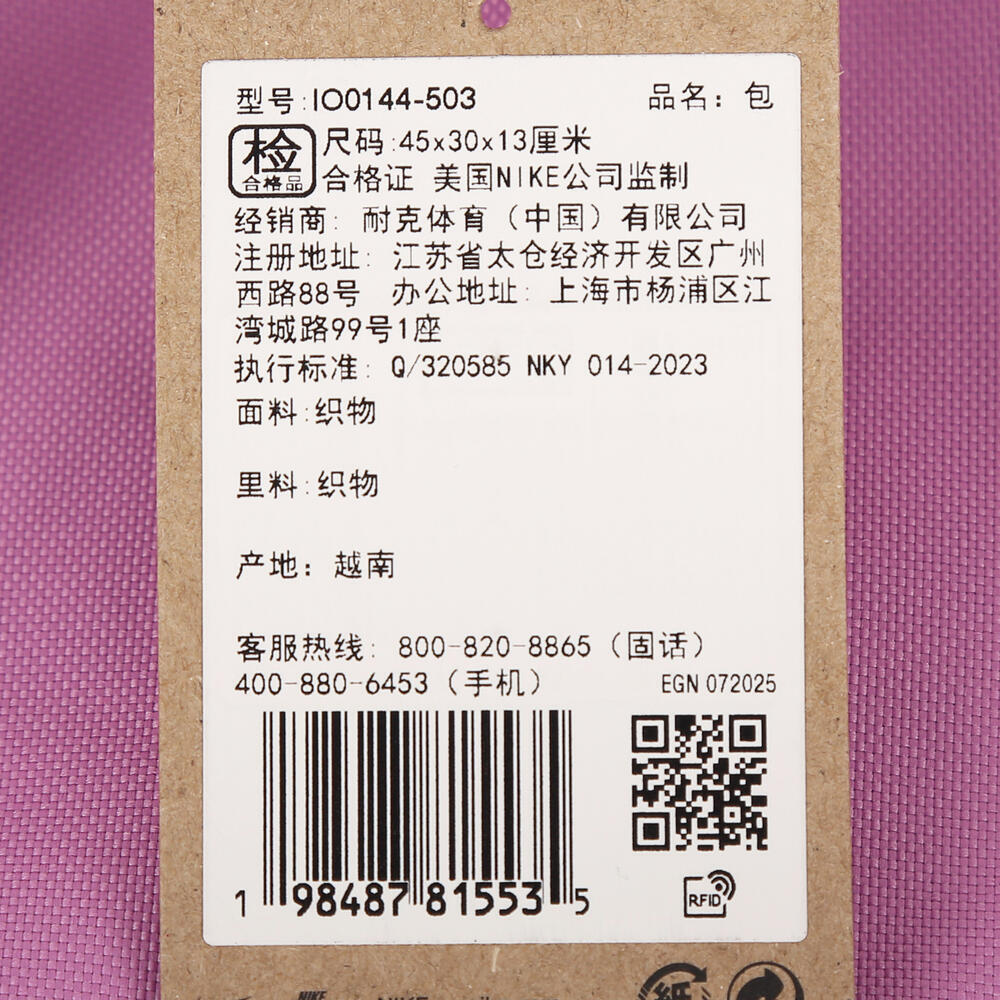 型号:IO0144-503 品名：包
检 合格品
尺码:45x30x13厘米
合格证 美国NIKE公司监制
经销商：耐克体育（中国）有限公司
注册地址：江苏省太仓经济开发区广州
西路88号 办公地址：上海市杨浦区江
湾城路99号1座
执行标准：Q/320585 NKY 014-2023
面料:织物
里料:织物
产地：越南
客服热线：800-820-8865（固话）
400-880-6453（手机）
EGN 072025
1 98487 81553 5
RFID
NIKE
紙